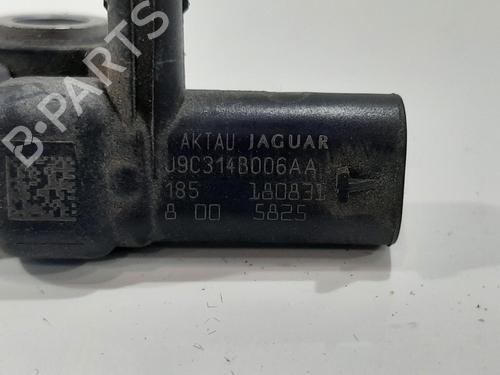 B-PARTS
AKTAU JAGUAR
J9C314B006AA
185 180831
8 00 5825